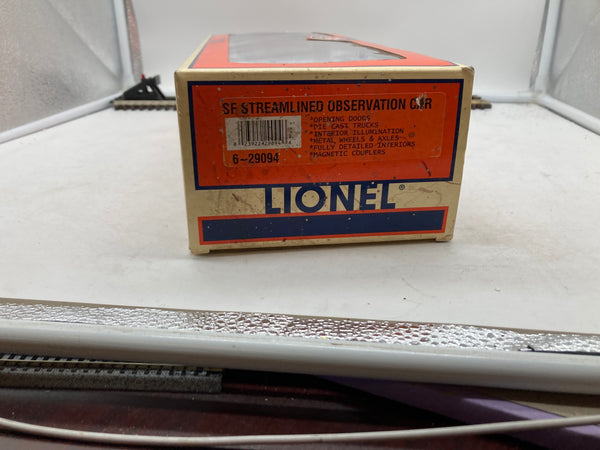 SF STREAMLINED OBSERVATION CAR
*OPENING DOORS
*DIE CAST TRUCKS
*INTERIOR ILLUMINATION
*METAL WHEELS & AXLES
*FULLY DETAILED INTERIORS
*MAGNETIC COUPLERS
6-29094
LIONEL®